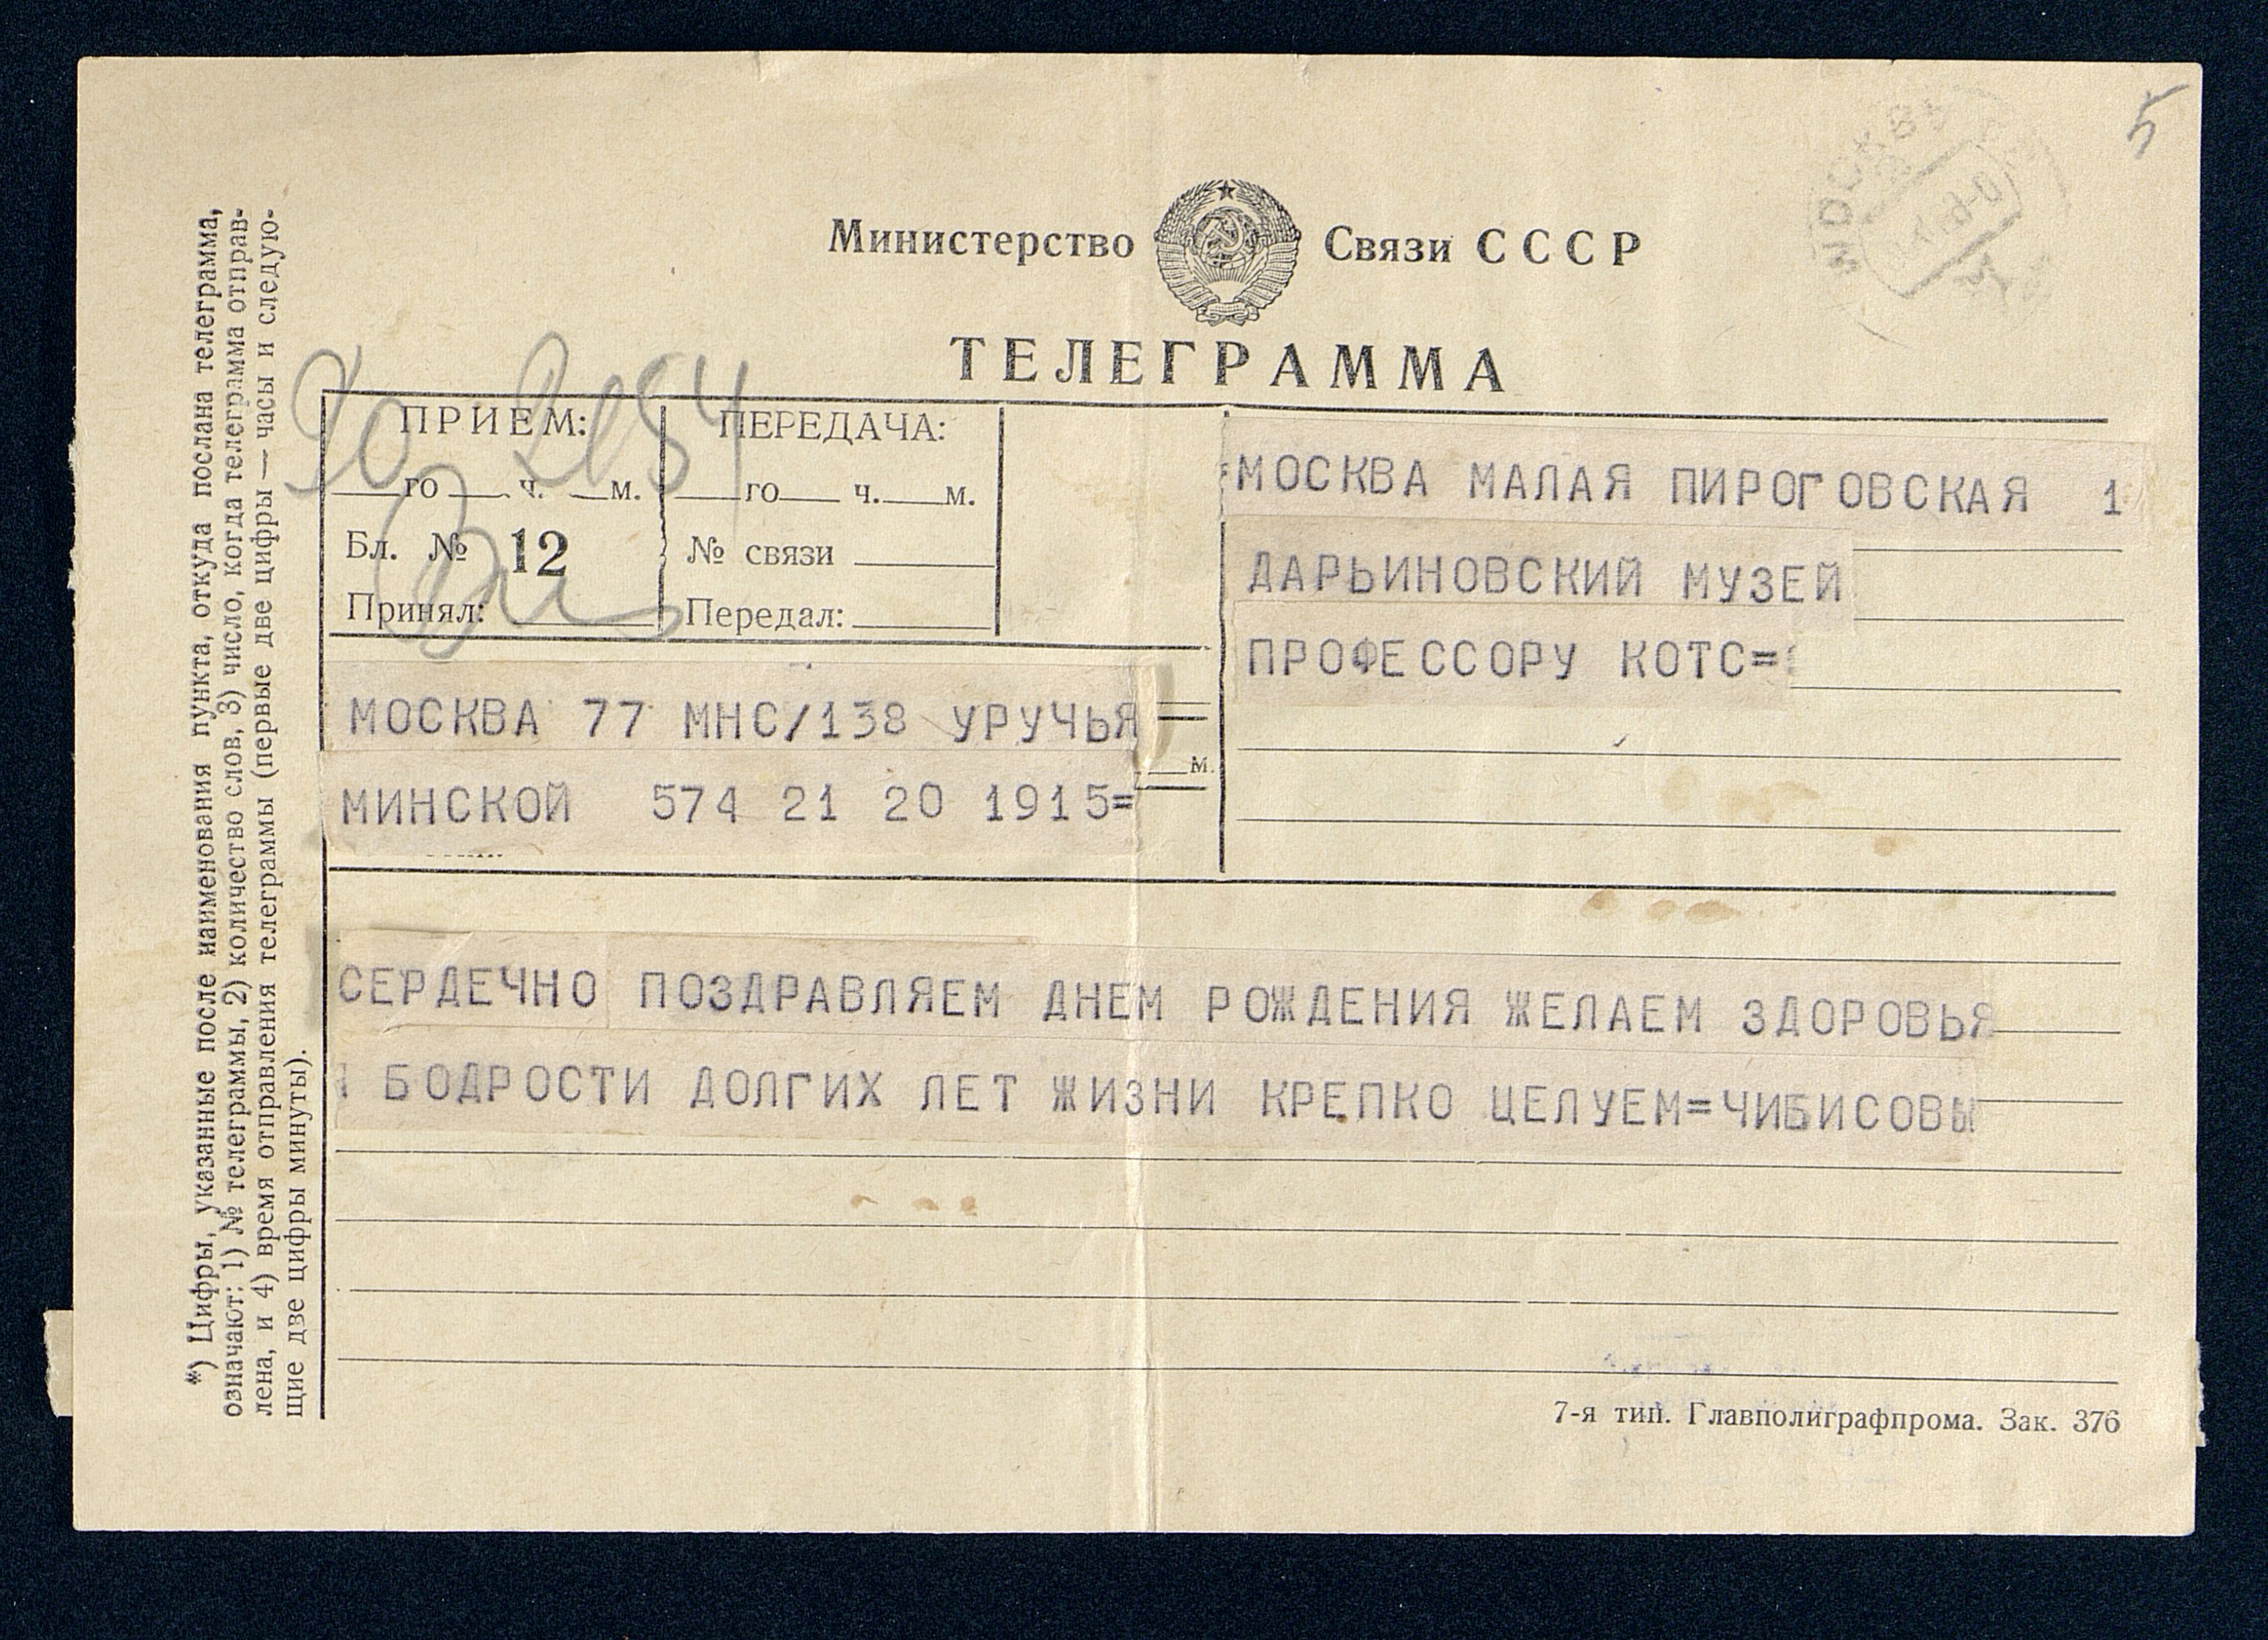 5
МОСКВА
Министерство Связи СССР
ТЕЛЕГРАММА
ПРИЕМ:
го ч. м.
Бл. № 12
Принял:
ПЕРЕДАЧА:
го ч. м.
№ связи
Передал:
МОСКВА МАЛАЯ ПИРОГОВСКАЯ 1
ДАРЬИНОВСКИЙ МУЗЕЙ
ПРОФЕССОРУ КОТС=
МОСКВА 77 МНС/138 УРУЧЬЯ
м.
МИНСКОЙ 574 21 20 1915=
СЕРДЕЧНО ПОЗДРАВЛЯЕМ ДНЕМ РОЖДЕНИЯ ЖЕЛАЕМ ЗДОРОВЬЯ
И БОДРОСТИ ДОЛГИХ ЛЕТ ЖИЗНИ КРЕПКО ЦЕЛУЕМ=ЧИБИСОВЫ
7-я тип. Главполиграфпрома. Зак. 376
*) Цифры, указанные после наименования пункта, откуда послана телеграмма,
означают: 1) № телеграммы, 2) количество слов, 3) число, когда телеграмма отправ-
лена, и 4) время отправления телеграммы (первые две цифры — часы и следую-
щие две цифры минуты).